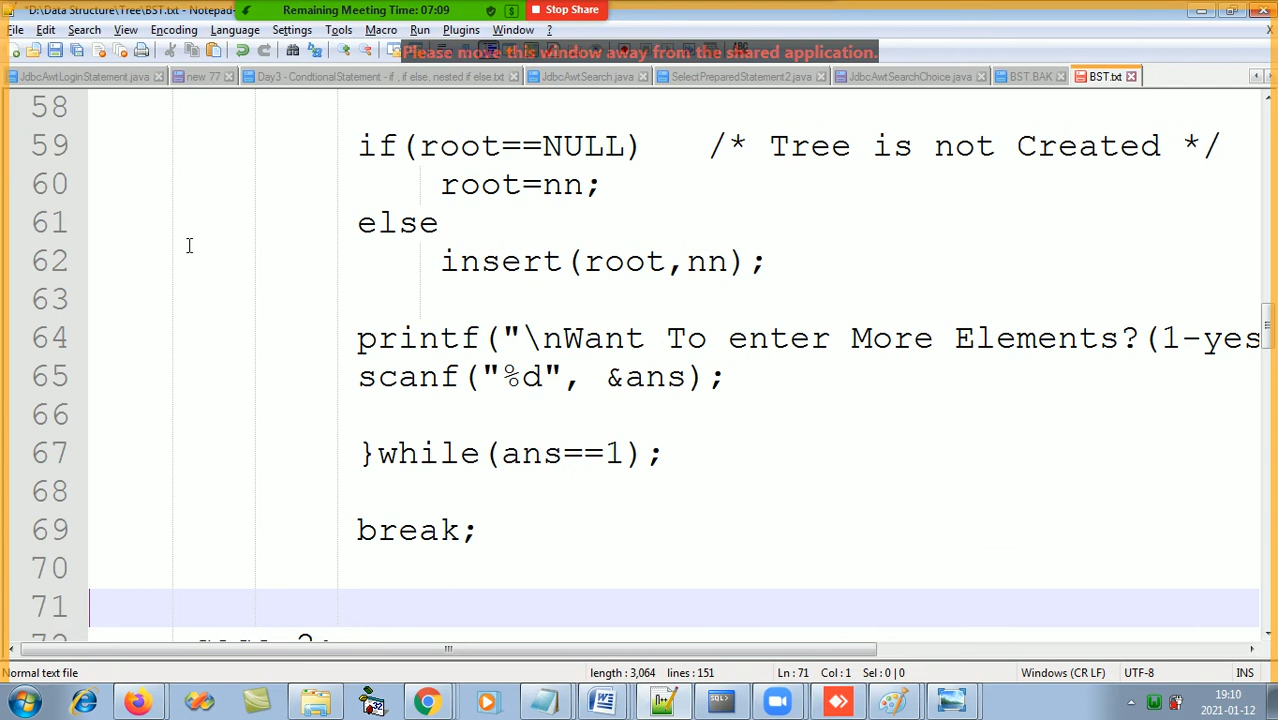 *D:\Data Structure\Tree\BST.txt - Notepad-
Remaining Meeting Time: 07:09
Stop Share
File Edit Search View Encoding Language Settings Tools Macro Run Plugins Window ?
Please move this window away from the shared application.
JdbcAwtLoginStatement.java new 77 Day3 - CondtionalStatement - if , if else, nested if else.txt JdbcAwtSearch.java SelectPreparedStatement2.java JdbcAwtSearchChoice.java BST.BAK BST.txt
58
59 if(root==NULL) /* Tree is not Created */
60 root=nn;
61 else
62 insert(root,nn);
63
64 printf("\nWant To enter More Elements?(1-yes
65 scanf("%d", &ans);
66
67 }while(ans==1);
68
69 break;
70
71
Normal text file length : 3,064 lines : 151 Ln : 71 Col : 1 Sel : 0 | 0 Windows (CR LF) UTF-8 INS
19:10
2021-01-12